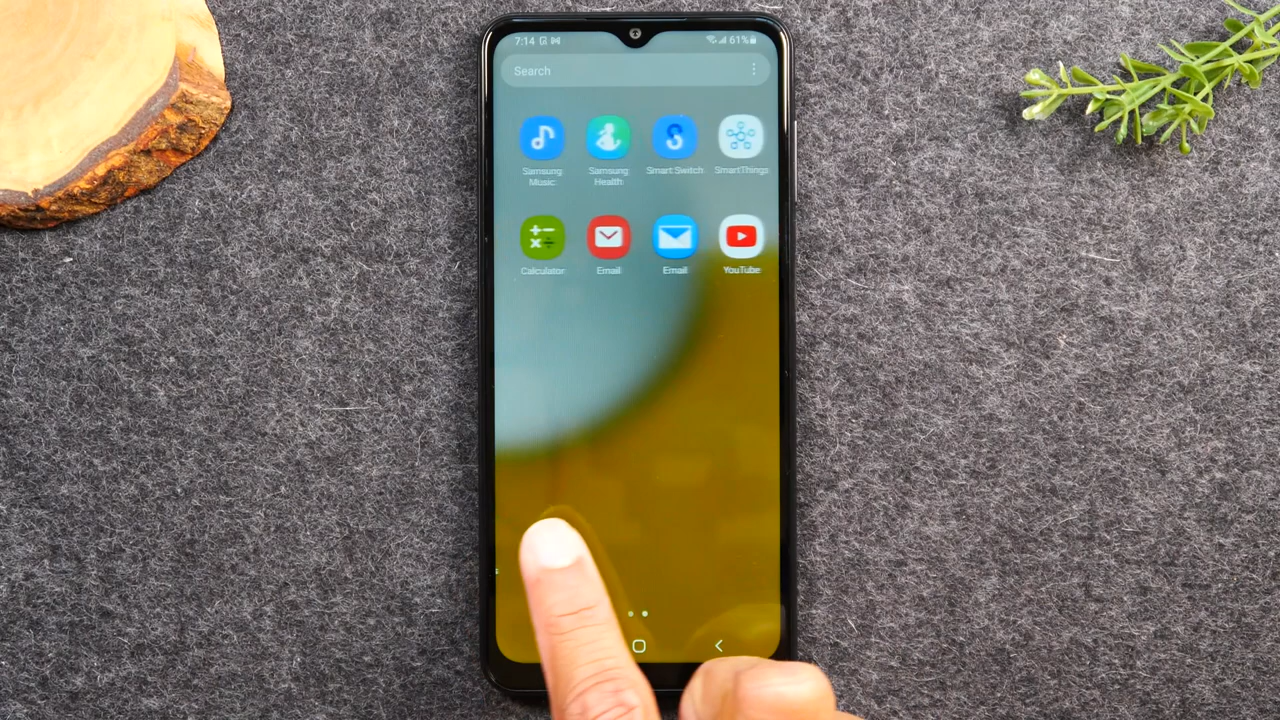 7:14 61%
Search
Samsung Music
Samsung Health
Smart Switch
SmartThings
Calculator
Email
Email
YouTube